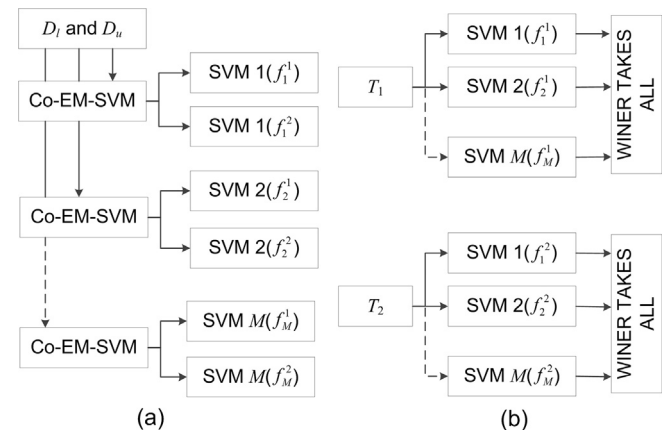 D_l and D_u
Co-EM-SVM
SVM 1(f_1^1)
SVM 1(f_1^2)
Co-EM-SVM
SVM 2(f_2^1)
SVM 2(f_2^2)
Co-EM-SVM
SVM M(f_M^1)
SVM M(f_M^2)
(a)
T_1
SVM 1(f_1^1)
SVM 2(f_2^1)
SVM M(f_M^1)
WINER TAKES
ALL
T_2
SVM 1(f_1^2)
SVM 2(f_2^2)
SVM M(f_M^2)
WINER TAKES
ALL
(b)